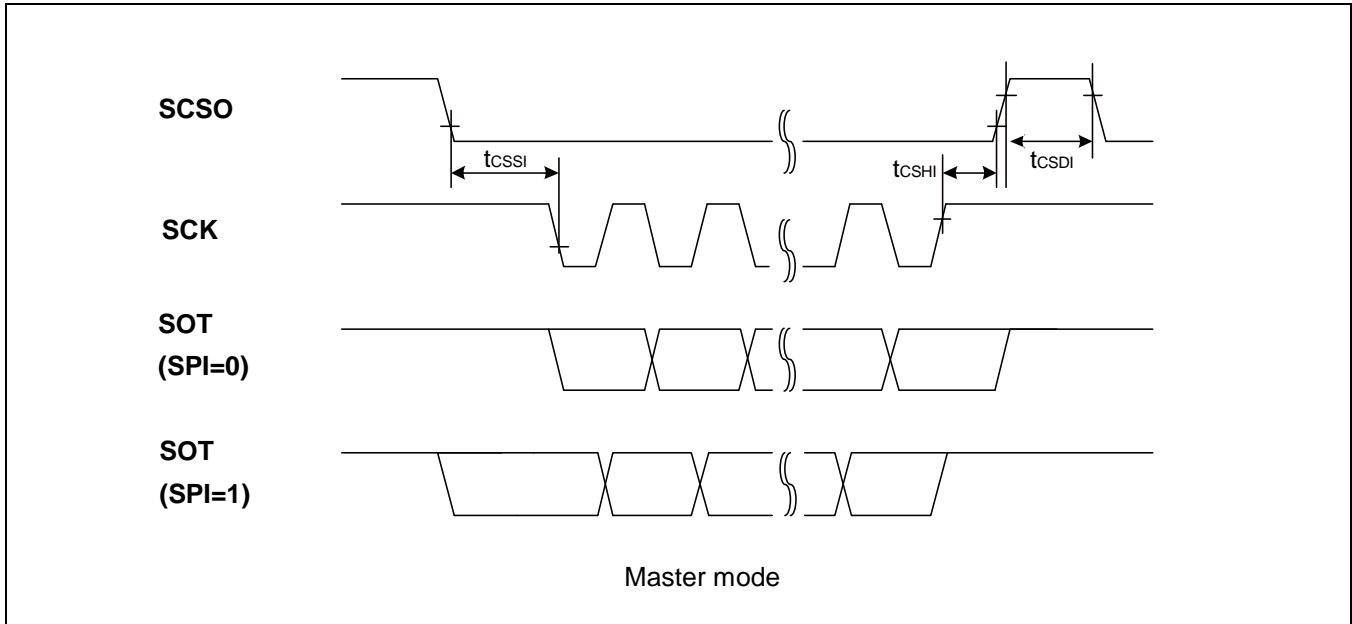 SCSO
tCSSI
tCSHI
tCSDI
SCK
SOT
(SPI=0)
SOT
(SPI=1)
Master mode